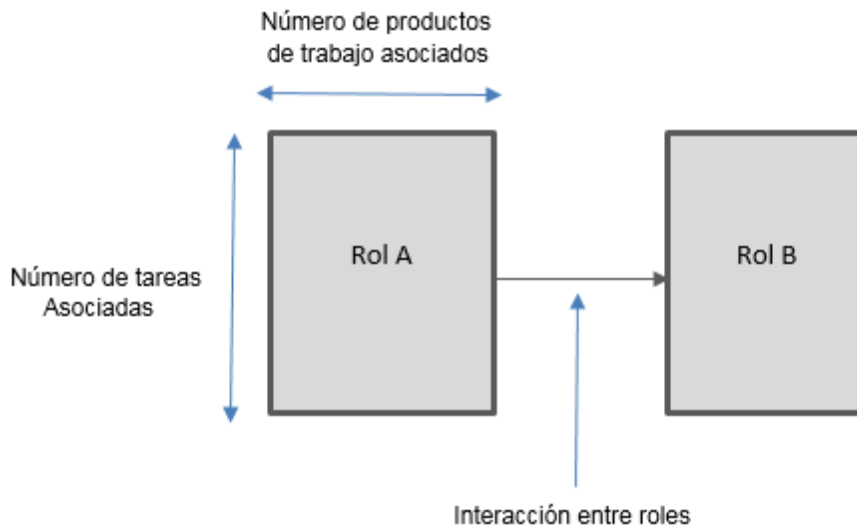 Número de productos
de trabajo asociados
Rol A
Rol B
Número de tareas
Asociadas
Interacción entre roles